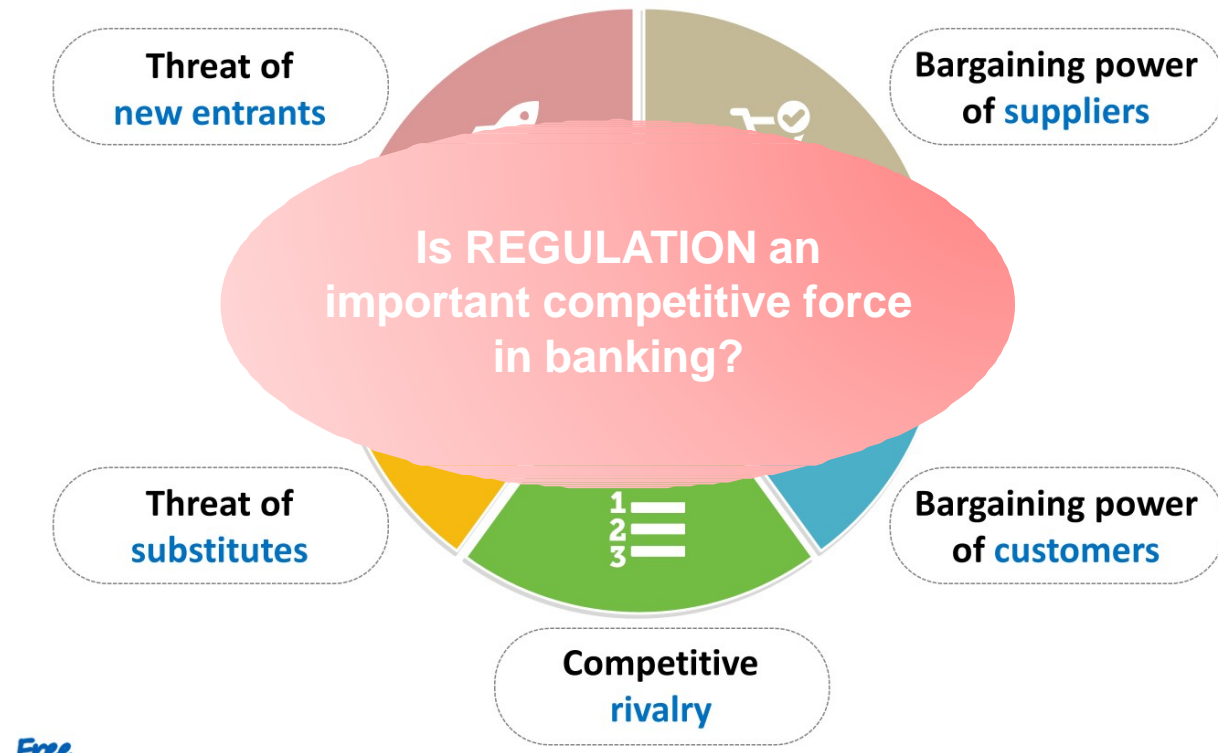 Threat of
new entrants
Bargaining power
of suppliers
Is REGULATION an
important competitive force
in banking?
Threat of
substitutes
1
2
3
Bargaining power
of customers
Competitive
rivalry
Free